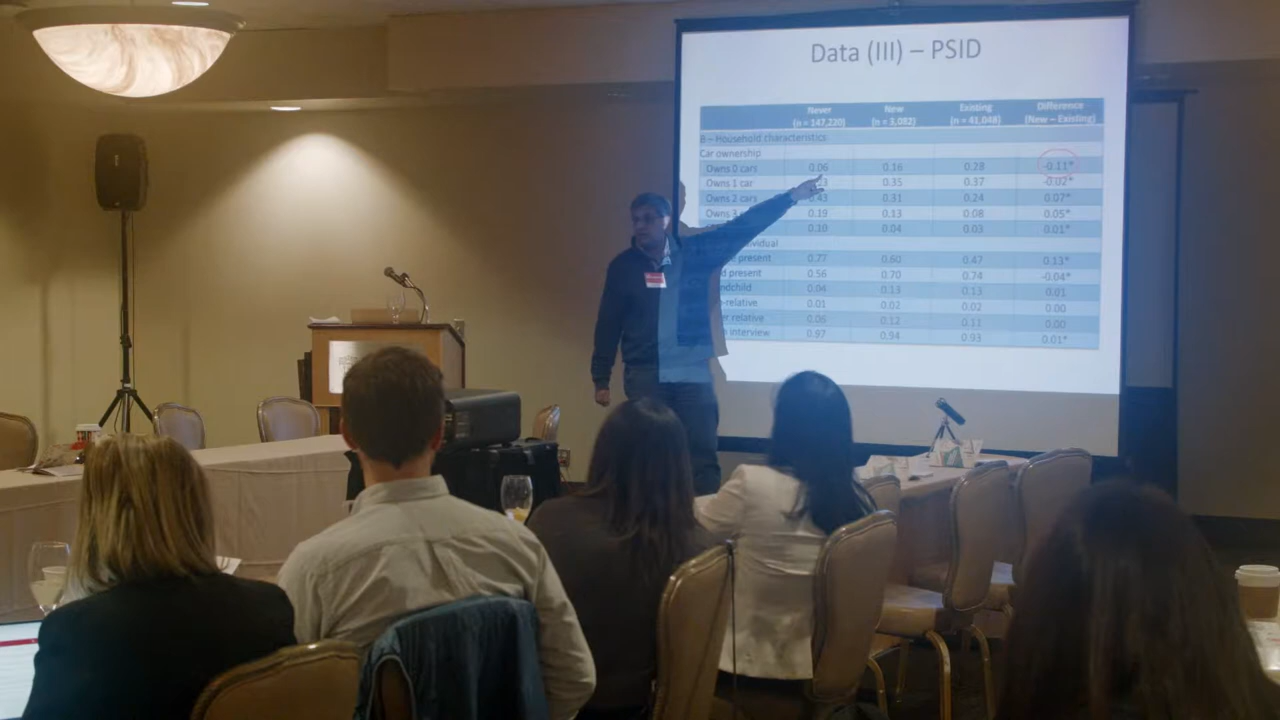 Data (III) – PSID
Never New Existing Difference
(n = 147,220) (n = 3,082) (n = 41,048) (New – Existing)
B – Household characteristics
Car ownership
Owns 0 cars 0.06 0.16 0.28 -0.11*
Owns 1 car 0.35 0.37 -0.02*
Owns 2 cars 0.43 0.31 0.24 0.07*
Owns 3 0.19 0.13 0.08 0.05*
0.10 0.04 0.03 0.01*
present 0.77 0.60 0.47 0.13*
present 0.56 0.70 0.74 -0.04*
0.04 0.13 0.13 0.01
relative 0.01 0.02 0.02 0.00
relative 0.06 0.12 0.11 0.00
interview 0.97 0.94 0.93 0.01*